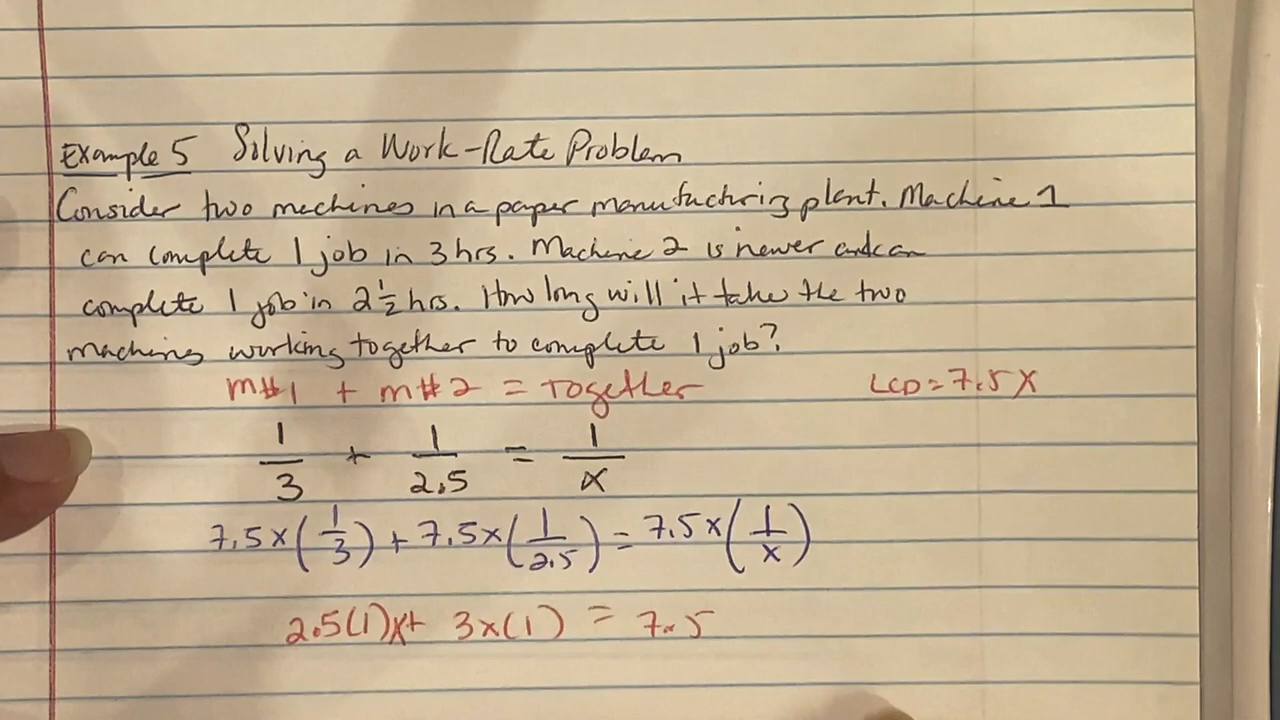 Example 5 Solving a Work-Rate Problem
Consider two machines in a paper manufacturing plant. Machine 1
can complete 1 job in 3 hrs. Machine 2 is newer and can
complete 1 job in 2 1/2 hrs. How long will it take the two
machines working together to complete 1 job?
m#1 + m#2 = Together LCD = 7.5x
1/3 + 1/2.5 = 1/x
7.5x(1/3) + 7.5x(1/2.5) = 7.5x(1/x)
2.5(1)x + 3x(1) = 7.5